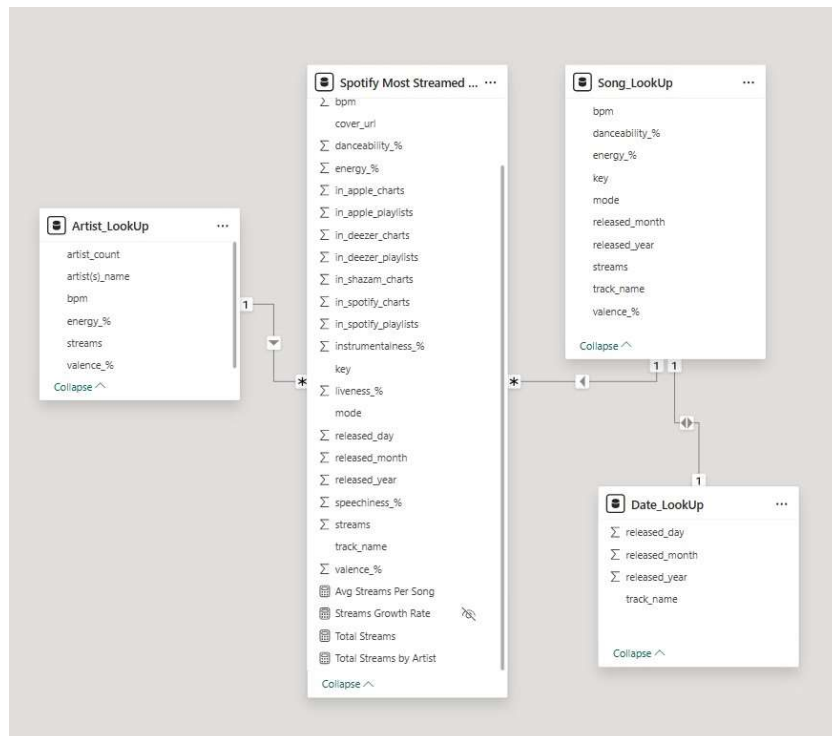 Spotify Most Streamed ... ...
bpm
cover_url
danceability_%
energy_%
in_apple_charts
in_apple_playlists
in_deezer_charts
in_deezer_playlists
in_shazam_charts
in_spotify_charts
in_spotify_playlists
instrumentalness_%
key
liveness_%
mode
released_day
released_month
released_year
speechiness_%
streams
track_name
valence_%
Avg Streams Per Song
Streams Growth Rate
Total Streams
Total Streams by Artist
Collapse
Song_LookUp ...
bpm
danceability_%
energy_%
key
mode
released_month
released_year
streams
track_name
valence_%
Collapse
Artist_LookUp ...
artist_count
artist(s)_name
bpm
energy_%
streams
valence_%
Collapse
1
*
*
1 1
1
Date_LookUp ...
released_day
released_month
released_year
track_name
Collapse